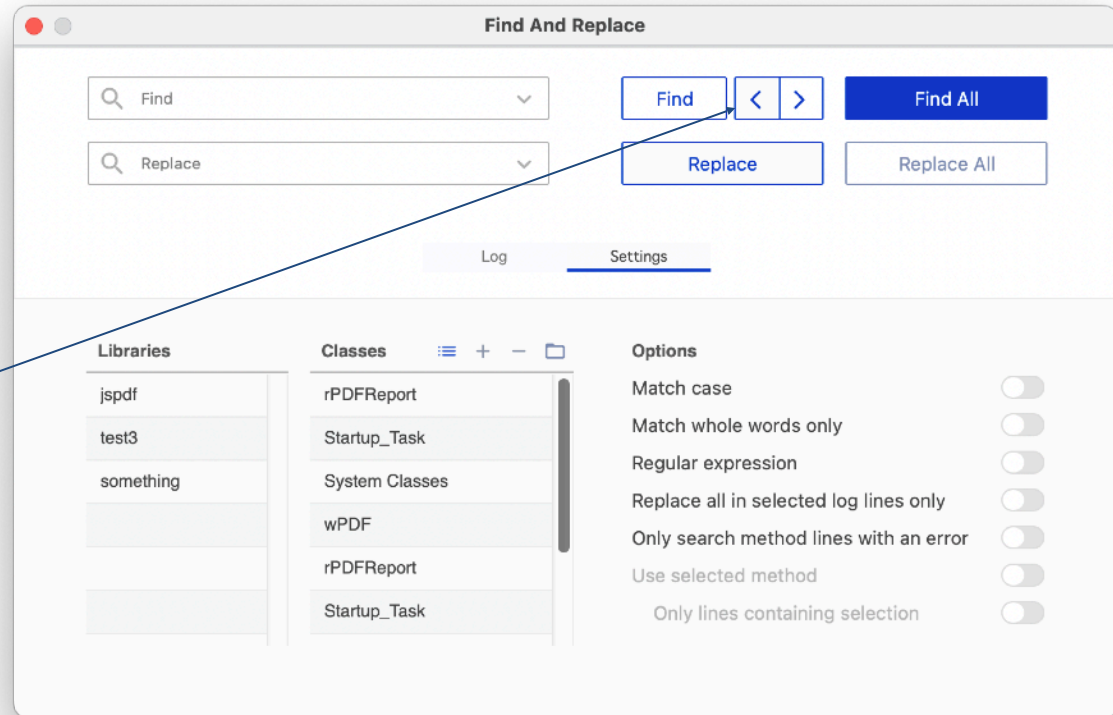 Find And Replace
Find
Find
<
>
Find All
Replace
Replace
Replace All
Log
Settings
Libraries
jspdf
test3
something
Classes
rPDFReport
Startup_Task
System Classes
wPDF
rPDFReport
Startup_Task
Options
Match case
Match whole words only
Regular expression
Replace all in selected log lines only
Only search method lines with an error
Use selected method
Only lines containing selection